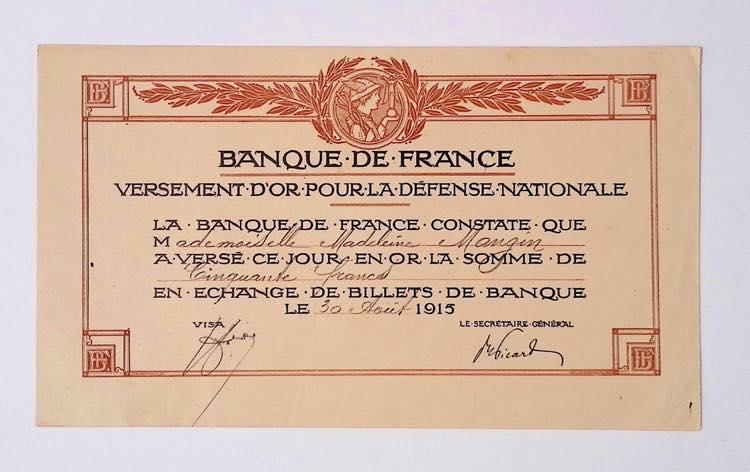 BANQUE·DE·FRANCE
VERSEMENT·D'OR·POUR·LA·DÉFENSE·NATIONALE
LA·BANQUE·DE·FRANCE·CONSTATE·QUE
Mademoiselle Madeleine Mangin
A·VERSÉ·CE·JOUR·EN·OR·LA·SOMME·DE
Cinquante francs
EN·ECHANGE·DE·BILLETS·DE·BANQUE
LE 30 Août 1915
VISA LE·SECRÉTAIRE·GÉNÉRAL
Picard